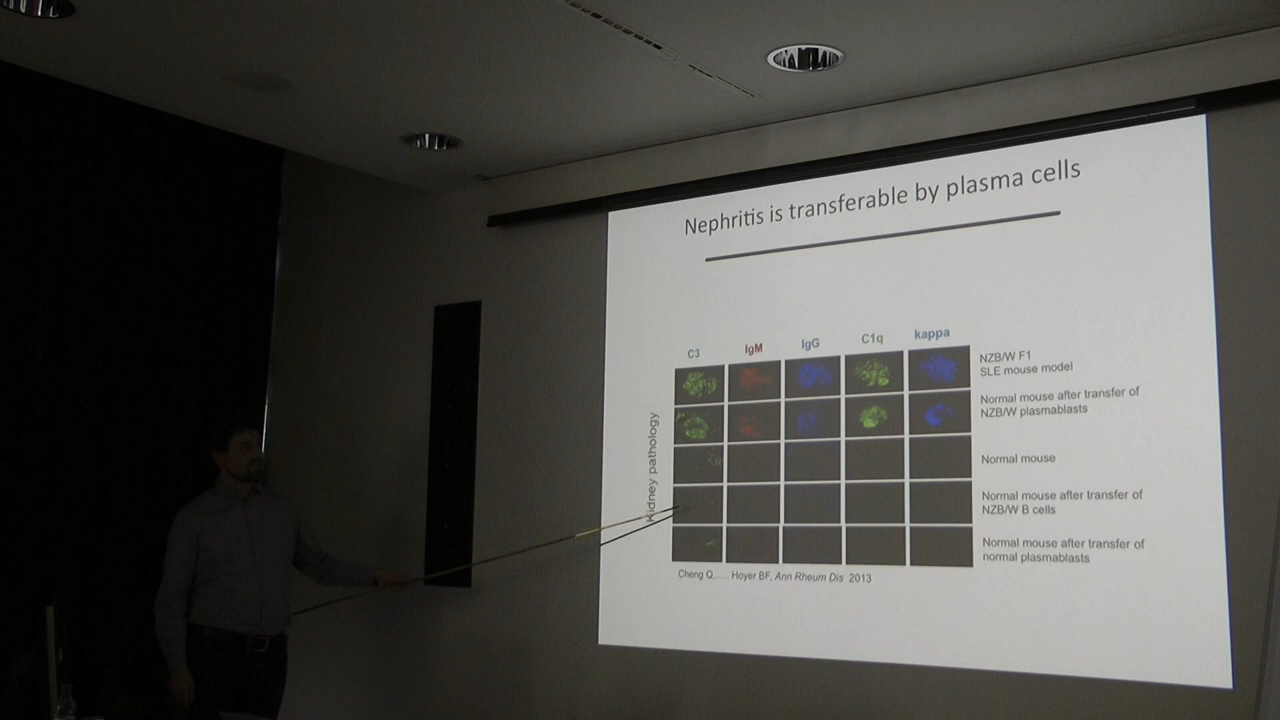 Nephritis is transferable by plasma cells
C3 IgM IgG C1q kappa
Kidney pathology
NZB/W F1
SLE mouse model
Normal mouse after transfer of
NZB/W plasmablasts
Normal mouse
Normal mouse after transfer of
NZB/W B cells
Normal mouse after transfer of
normal plasmablasts
Cheng Q...... Hoyer BF, Ann Rheum Dis 2013